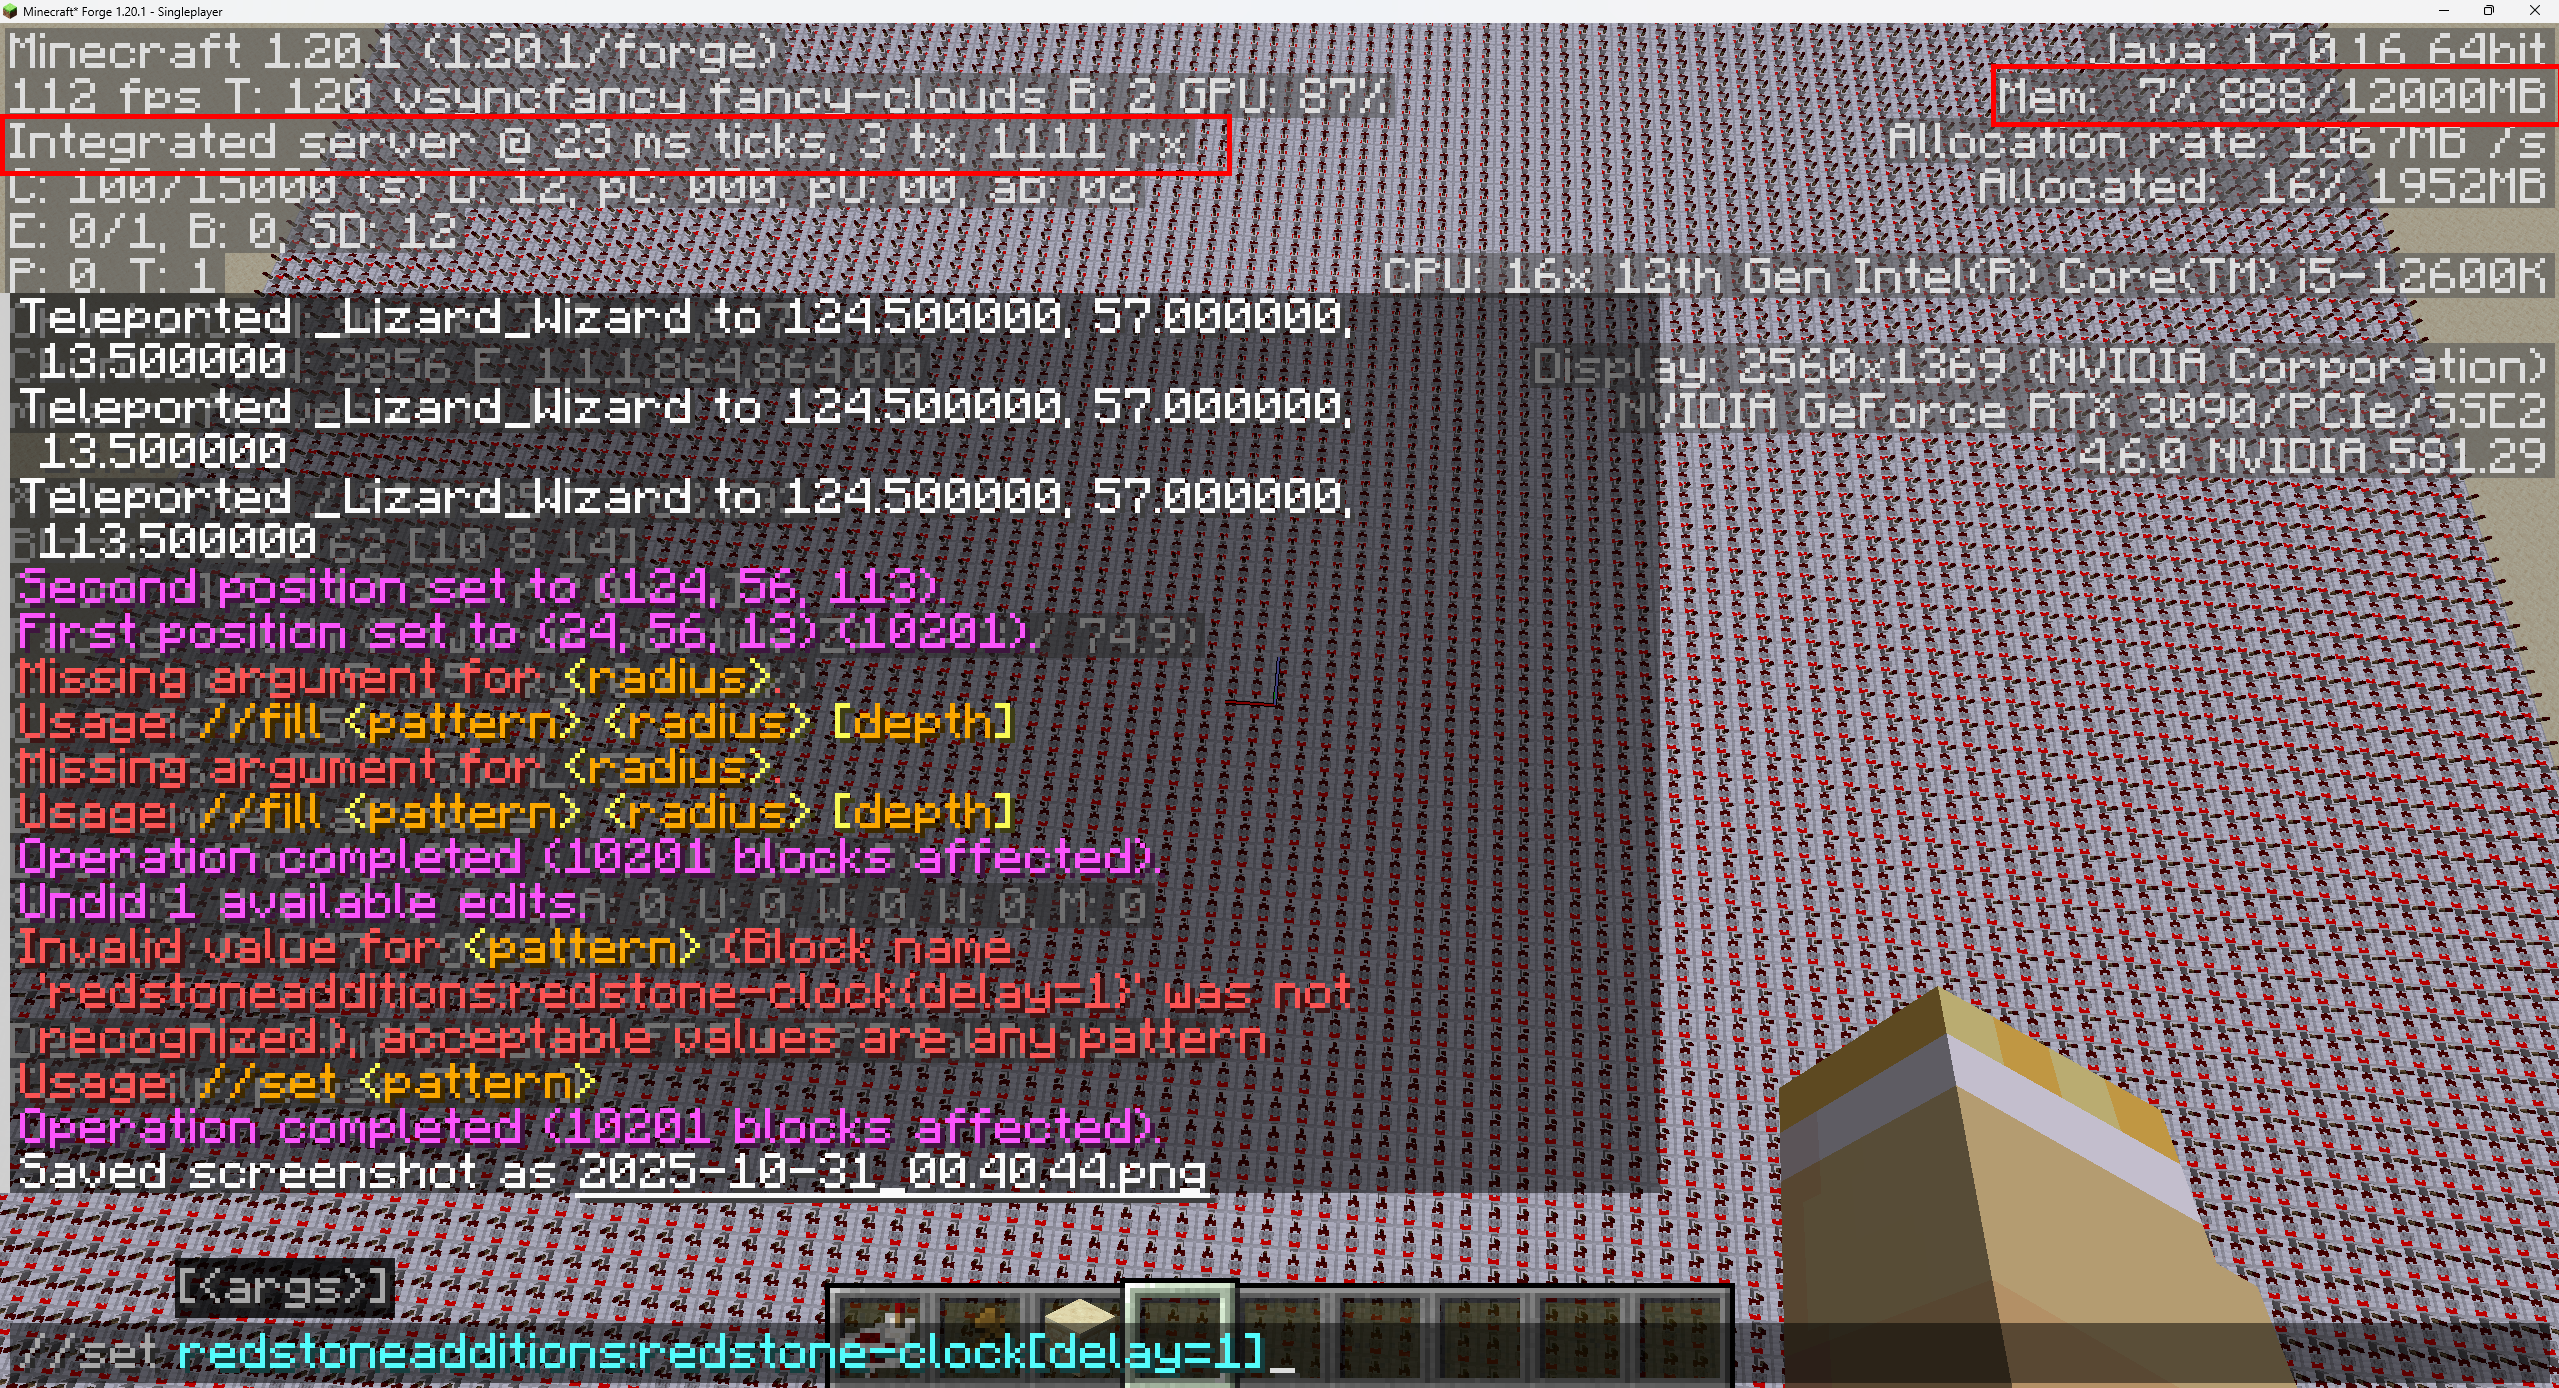 Minecraft* Forge 1.20.1 - Singleplayer
Minecraft 1.20.1 (1.20.1/forge)
112 fps T: 120 vsyncfancy fancy-clouds B: 2 GPU: 87%
Integrated server @ 23 ms ticks, 3 tx, 1111 rx
C: 100/15000 (s) D: 12, pC: 000, pU: 00, aB: 02
E: 0/1, B: 0, SD: 12
P: 0. T: 1
Java: 17.0.16 64bit
Mem: 7% 888/12000MB
Allocation rate: 1367MB /s
Allocated: 16% 1952MB
CPU: 16x 12th Gen Intel(R) Core(TM) i5-12600K
Display: 2560x1369 (NVIDIA Corporation)
NVIDIA GeForce RTX 3090/PCIe/SSE2
4.6.0 NVIDIA 581.29
Teleported _Lizard_Wizard to 124.500000, 57.000000,
13.500000
Teleported _Lizard_Wizard to 124.500000, 57.000000,
13.500000
Teleported _Lizard_Wizard to 124.500000, 57.000000,
113.500000
Second position set to (124, 56, 113).
First position set to (24, 56, 13) (10201).
Missing argument for <radius>.
Usage: //fill <pattern> <radius> [depth]
Missing argument for <radius>.
Usage: //fill <pattern> <radius> [depth]
Operation completed (10201 blocks affected).
Undid 1 available edits.
Invalid value for <pattern> (Block name
'redstoneadditions:redstone-clock{delay=1}' was not
recognized.), acceptable values are any pattern
Usage: //set <pattern>
Operation completed (10201 blocks affected).
Saved screenshot as 2025-10-31_00.40.44.png
[<args>]
//set redstoneadditions:redstone-clock[delay=1]_